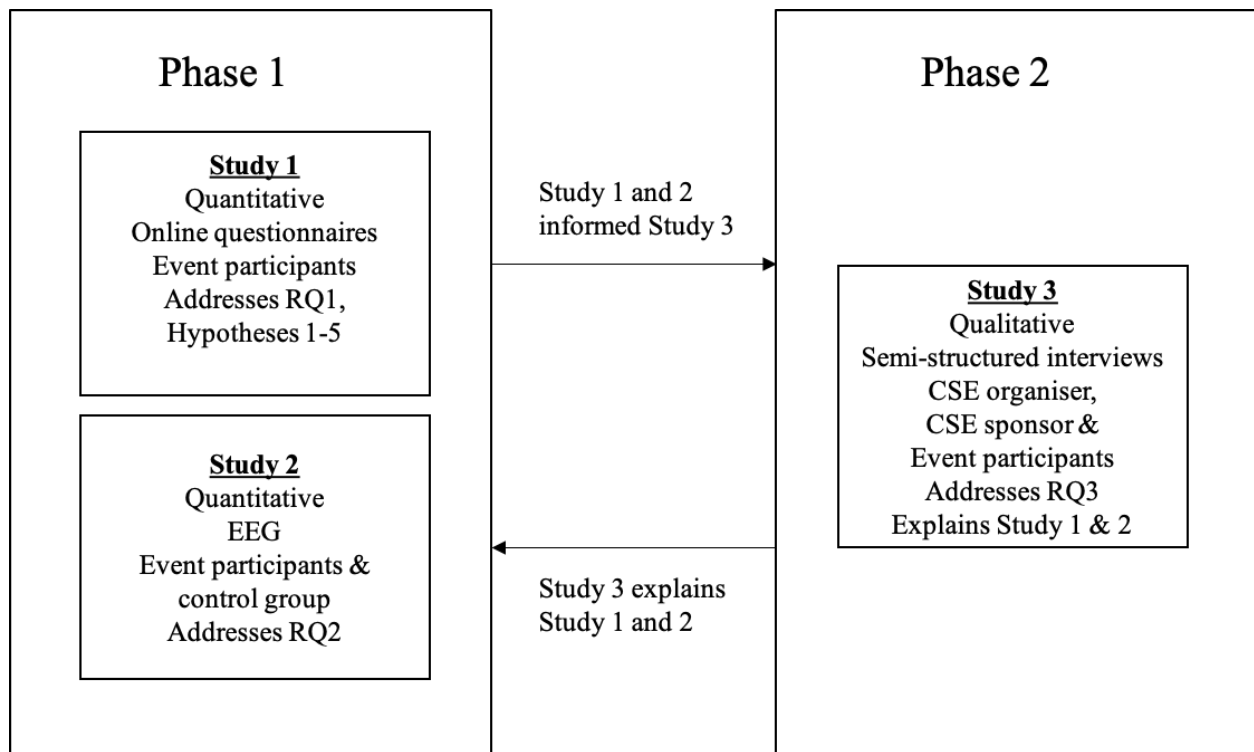 Phase 1
Study 1
Quantitative
Online questionnaires
Event participants
Addresses RQ1,
Hypotheses 1-5
Study 2
Quantitative
EEG
Event participants &
control group
Addresses RQ2
Study 1 and 2
informed Study 3
Study 3 explains
Study 1 and 2
Phase 2
Study 3
Qualitative
Semi-structured interviews
CSE organiser,
CSE sponsor &
Event participants
Addresses RQ3
Explains Study 1 & 2